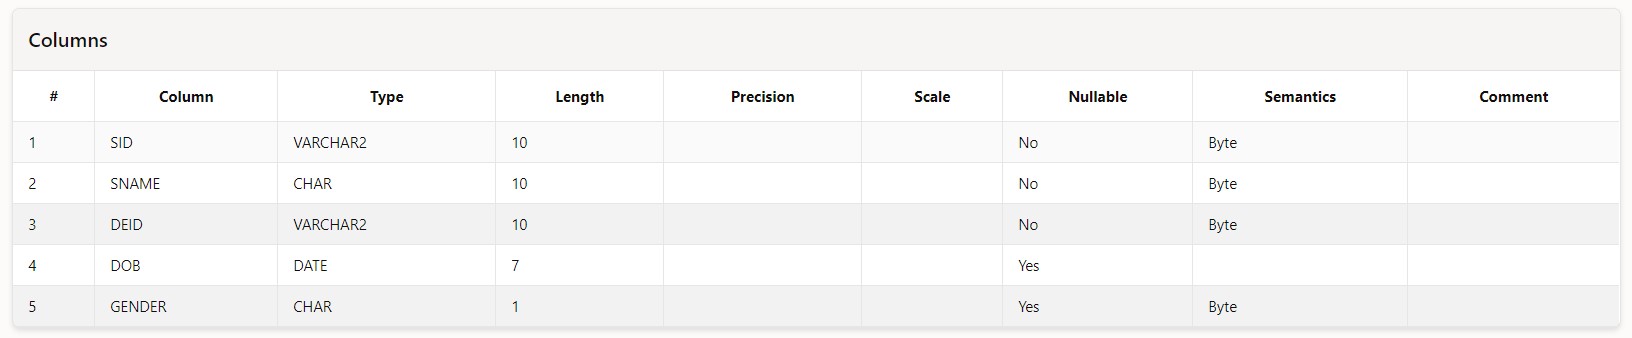 Columns
# Column Type Length Precision Scale Nullable Semantics Comment
1 SID VARCHAR2 10 No Byte
2 SNAME CHAR 10 No Byte
3 DEID VARCHAR2 10 No Byte
4 DOB DATE 7 Yes
5 GENDER CHAR 1 Yes Byte